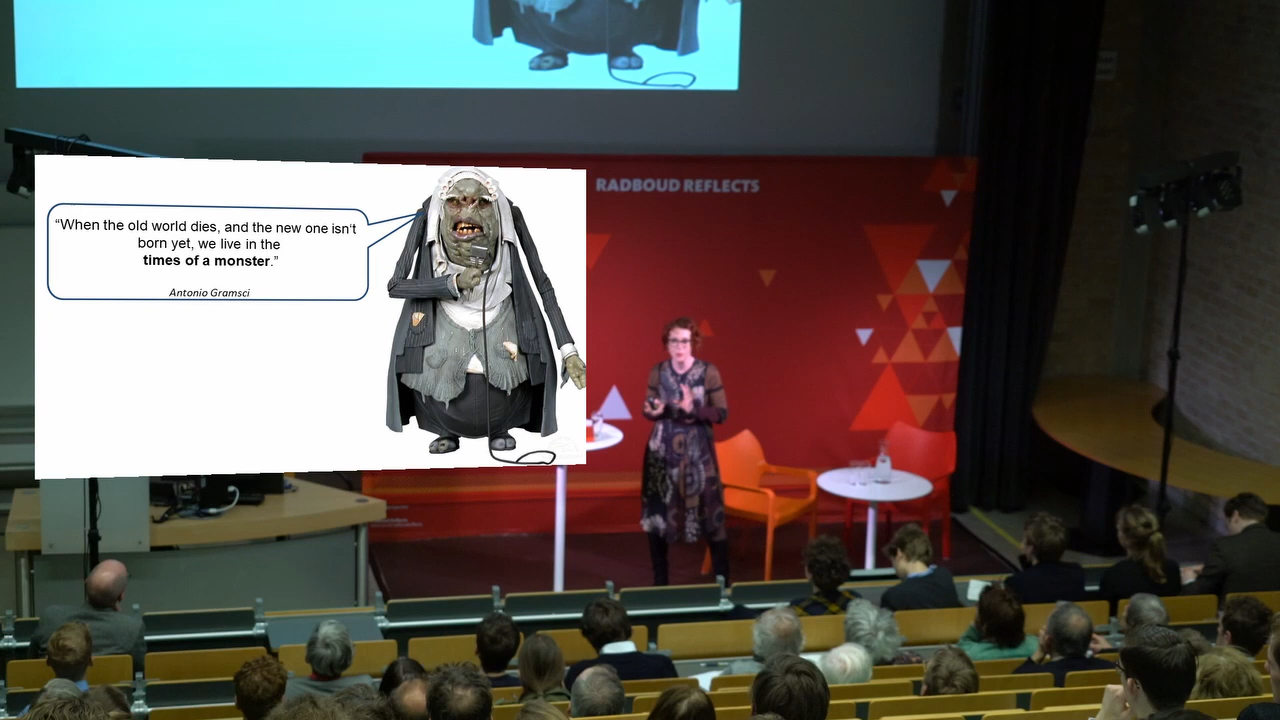 RADBOUD REFLECTS
“When the old world dies, and the new one isn't
born yet, we live in the
times of a monster.”
Antonio Gramsci